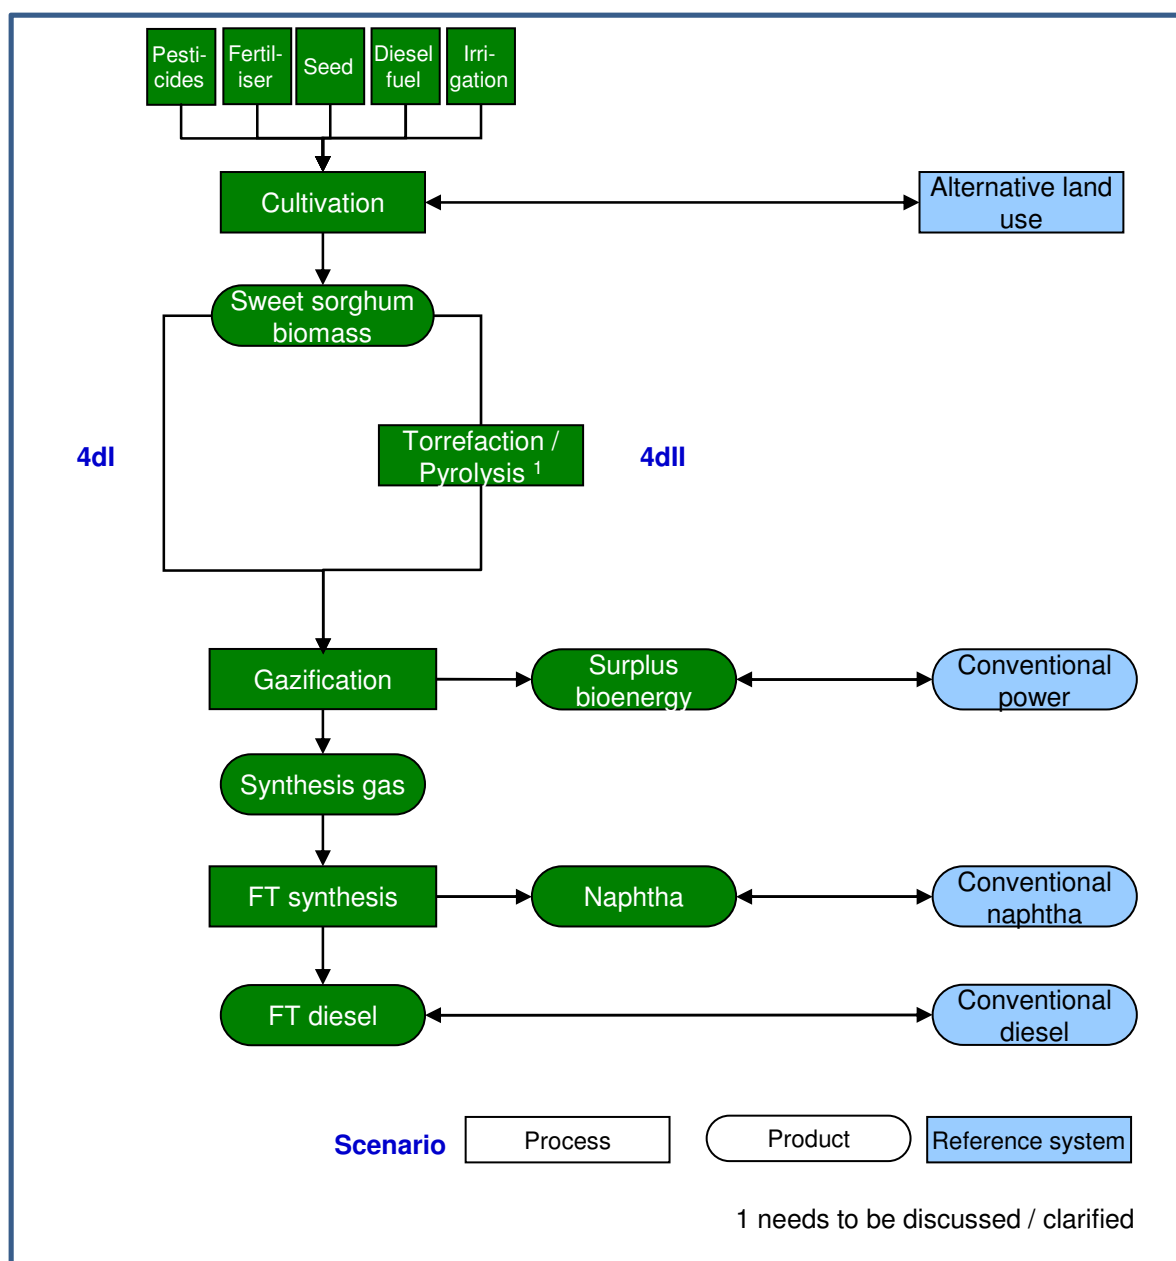 Pesti-
cides
Fertil-
iser
Seed
Diesel
fuel
Irri-
gation
Cultivation
Alternative land
use
Sweet sorghum
biomass
4dI
Torrefaction /
Pyrolysis 1
4dII
Gazification
Surplus
bioenergy
Conventional
power
Synthesis gas
FT synthesis
Naphtha
Conventional
naphtha
FT diesel
Conventional
diesel
Scenario
Process
Product
Reference system
1 needs to be discussed / clarified